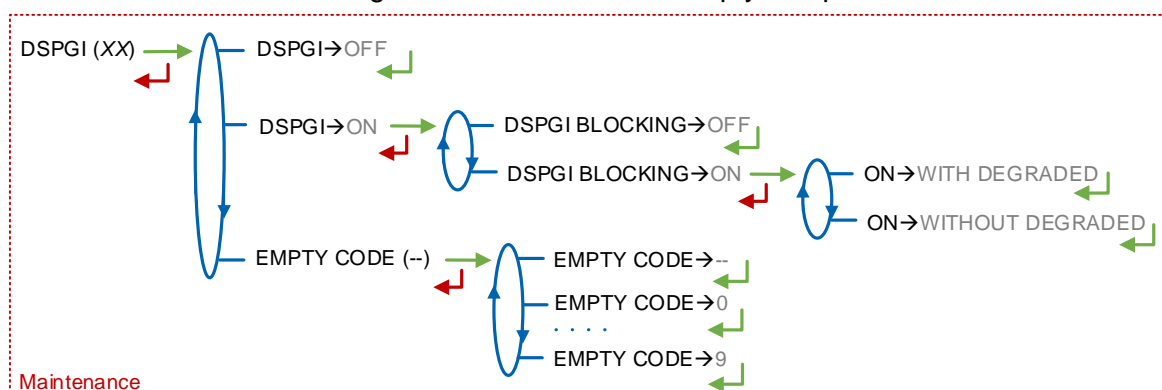 DSPGI (XX)
DSPGI→OFF
DSPGI→ON
DSPGI BLOCKING→OFF
DSPGI BLOCKING→ON
ON→WITH DEGRADED
ON→WITHOUT DEGRADED
EMPTY CODE (--)
EMPTY CODE→--
EMPTY CODE→0
. . . .
EMPTY CODE→9
Maintenance